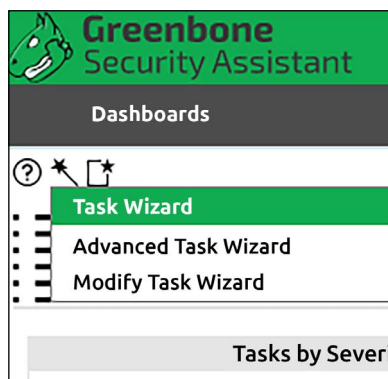 Greenbone
Security Assistant
Dashboards
?
Task Wizard
Advanced Task Wizard
Modify Task Wizard
Tasks by Sever